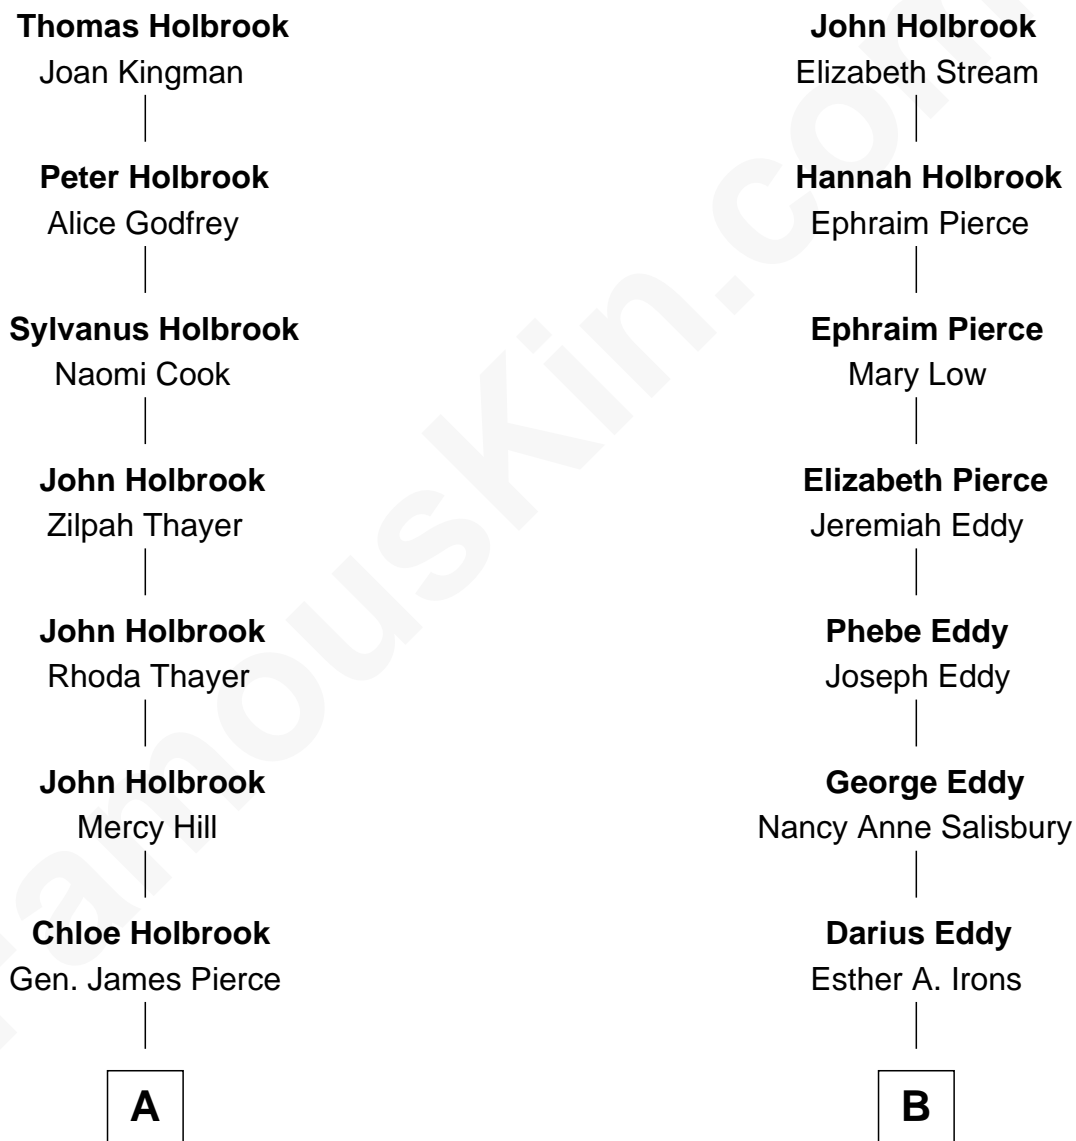 Thomas Holbrook
Joan Kingman
Peter Holbrook
Alice Godfrey
Sylvanus Holbrook
Naomi Cook
John Holbrook
Zilpah Thayer
John Holbrook
Rhoda Thayer
John Holbrook
Mercy Hill
Chloe Holbrook
Gen. James Pierce
A
John Holbrook
Elizabeth Stream
Hannah Holbrook
Ephraim Pierce
Ephraim Pierce
Mary Low
Elizabeth Pierce
Jeremiah Eddy
Phebe Eddy
Joseph Eddy
George Eddy
Nancy Anne Salisbury
Darius Eddy
Esther A. Irons
B
FamousKin.com